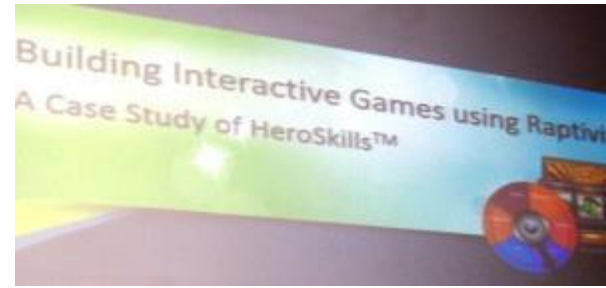 Building Interactive Games using Raptivi
A Case Study of HeroSkills™